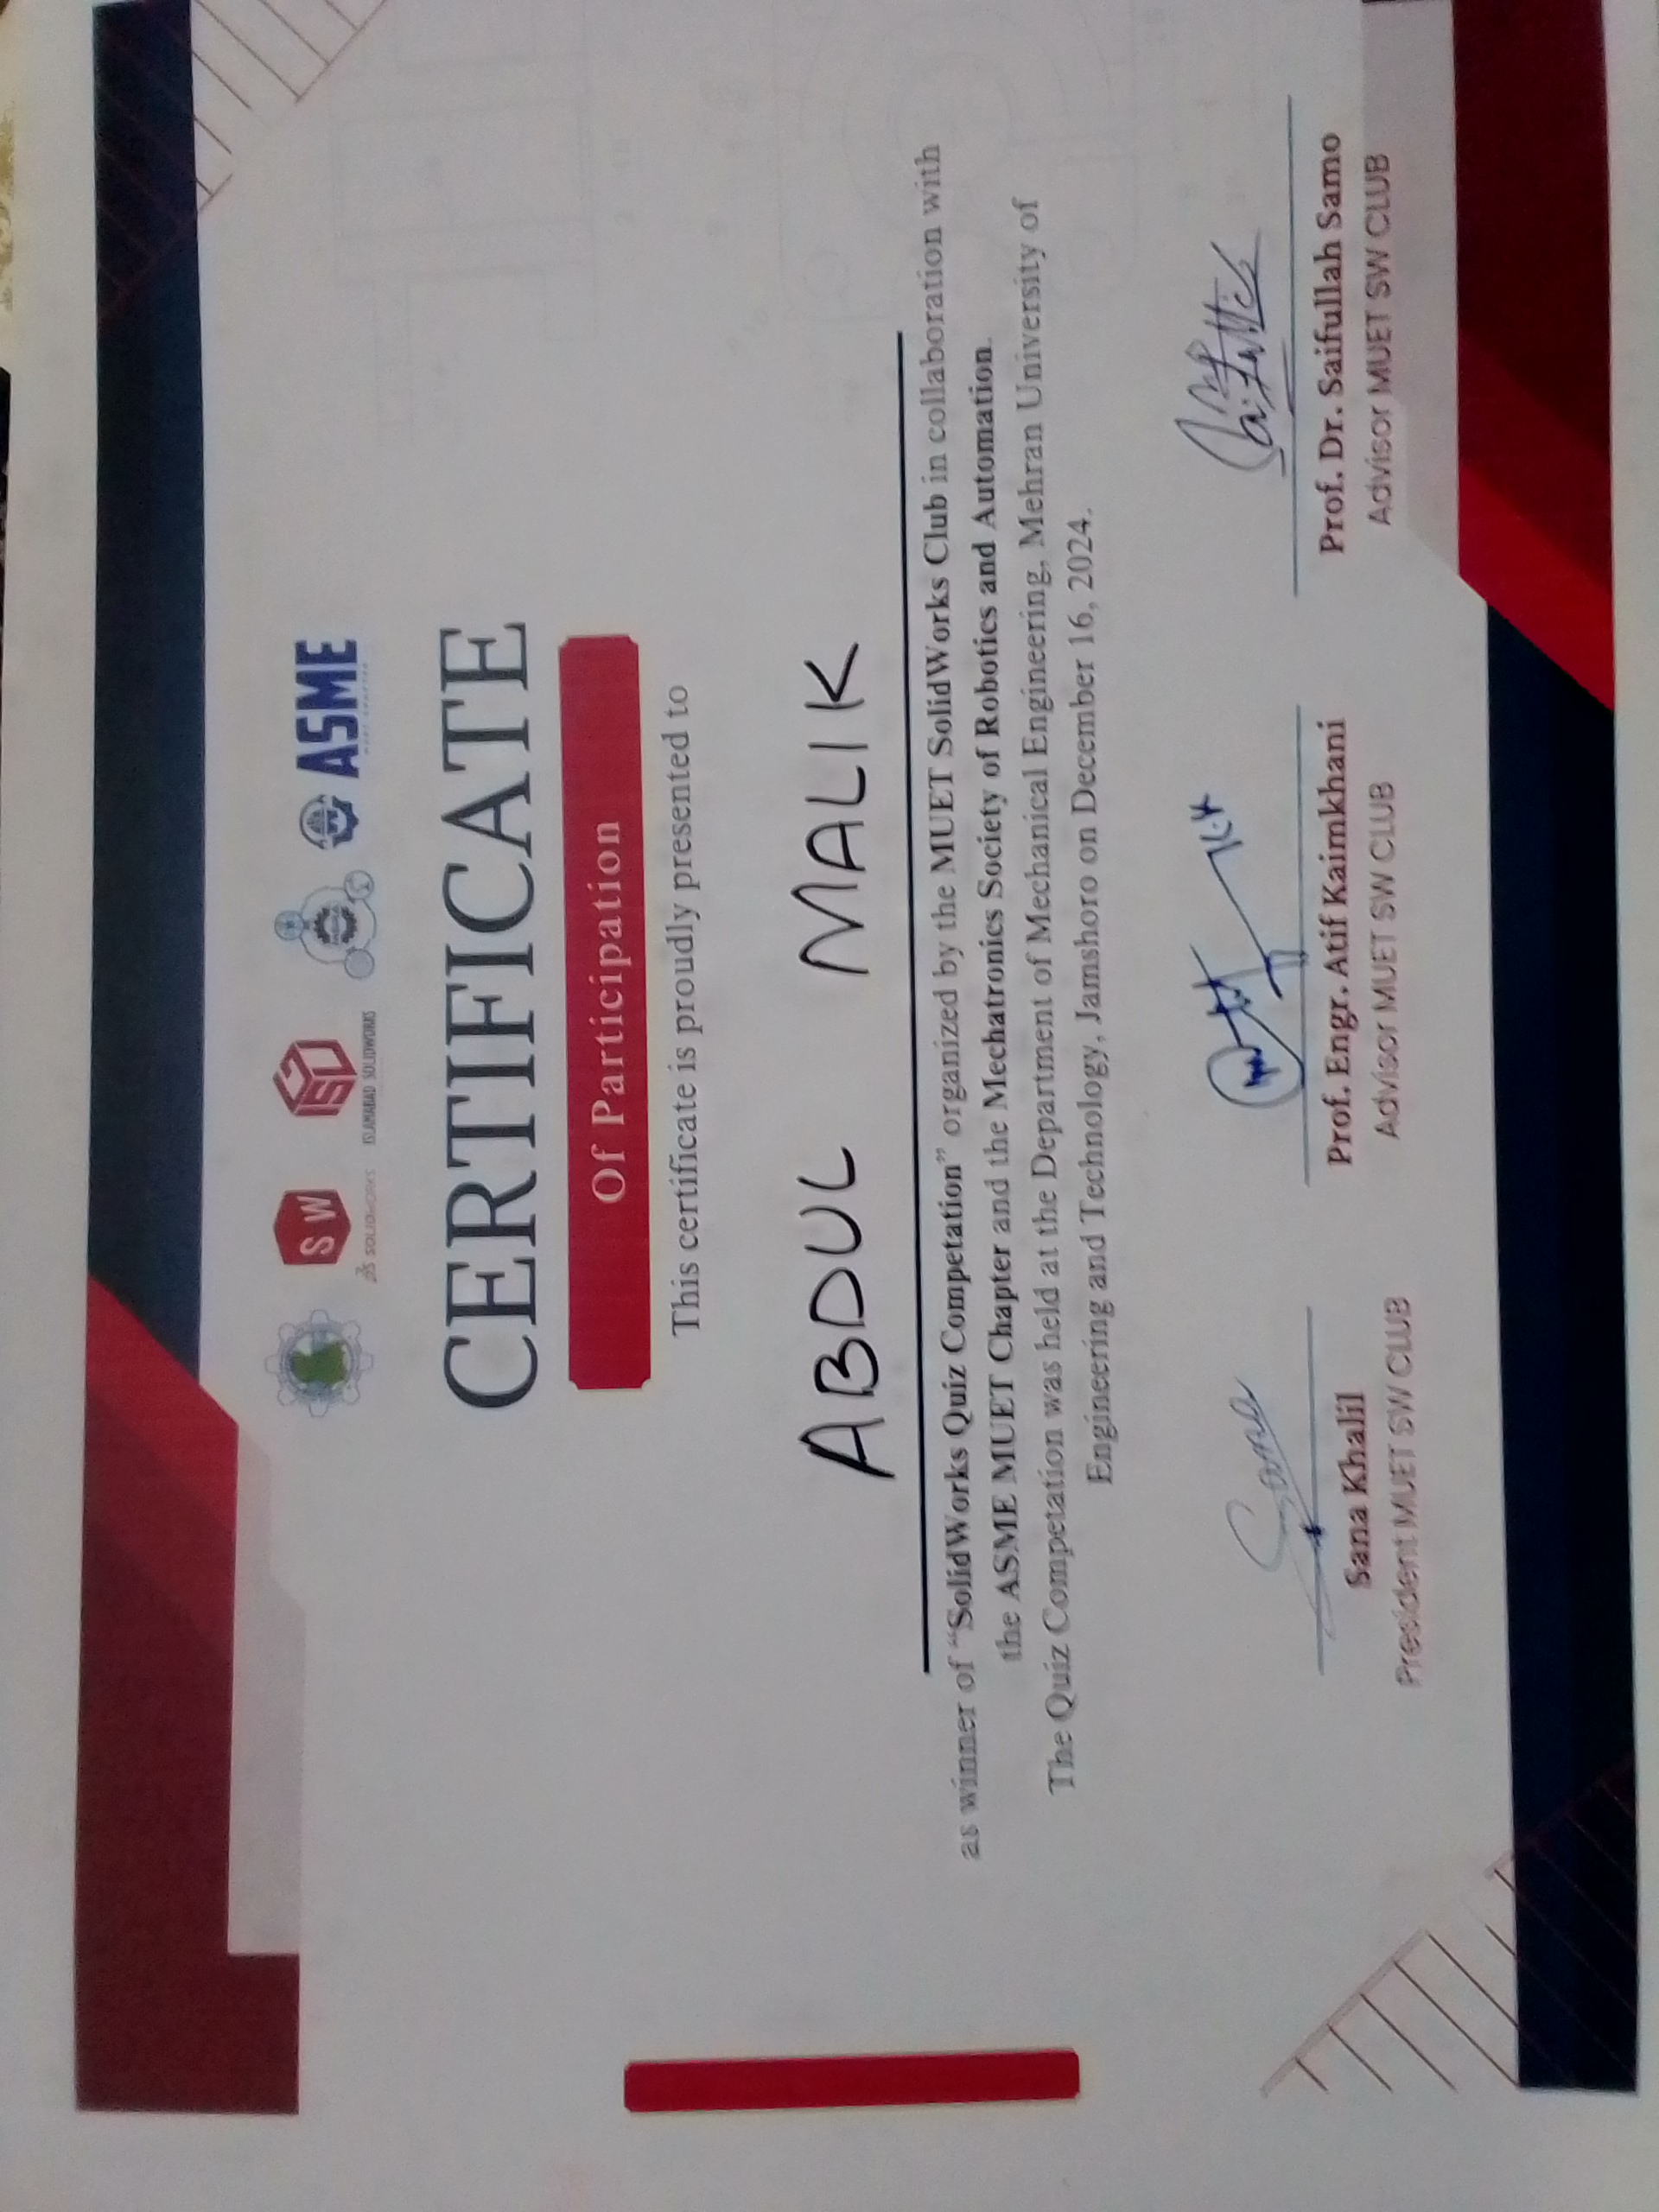 S W
SOLIDWORKS
ISLAMABAD SOLIDWORKS
ASME
CERTIFICATE
Of Participation
This certificate is proudly presented to
ABDUL MALIK
as winner of “SolidWorks Quiz Competation” organized by the MUET SolidWorks Club in collaboration with
the ASME MUET Chapter and the Mechatronics Society of Robotics and Automation.
The Quiz Competation was held at the Department of Mechanical Engineering, Mehran University of
Engineering and Technology, Jamshoro on December 16, 2024.
Sana
Sana Khalil
President MUET SW CLUB
Prof. Engr. Atif Kaimkhani
Advisor MUET SW CLUB
Prof. Dr. Saifullah Samo
Advisor MUET SW CLUB